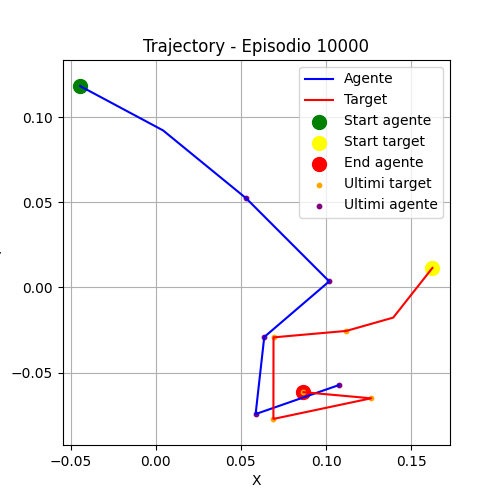 Trajectory - Episodio 10000
Agente
Target
Start agente
Start target
End agente
Ultimi target
Ultimi agente
0.10
0.05
0.00
−0.05
−0.05
0.00
0.05
0.10
0.15
X